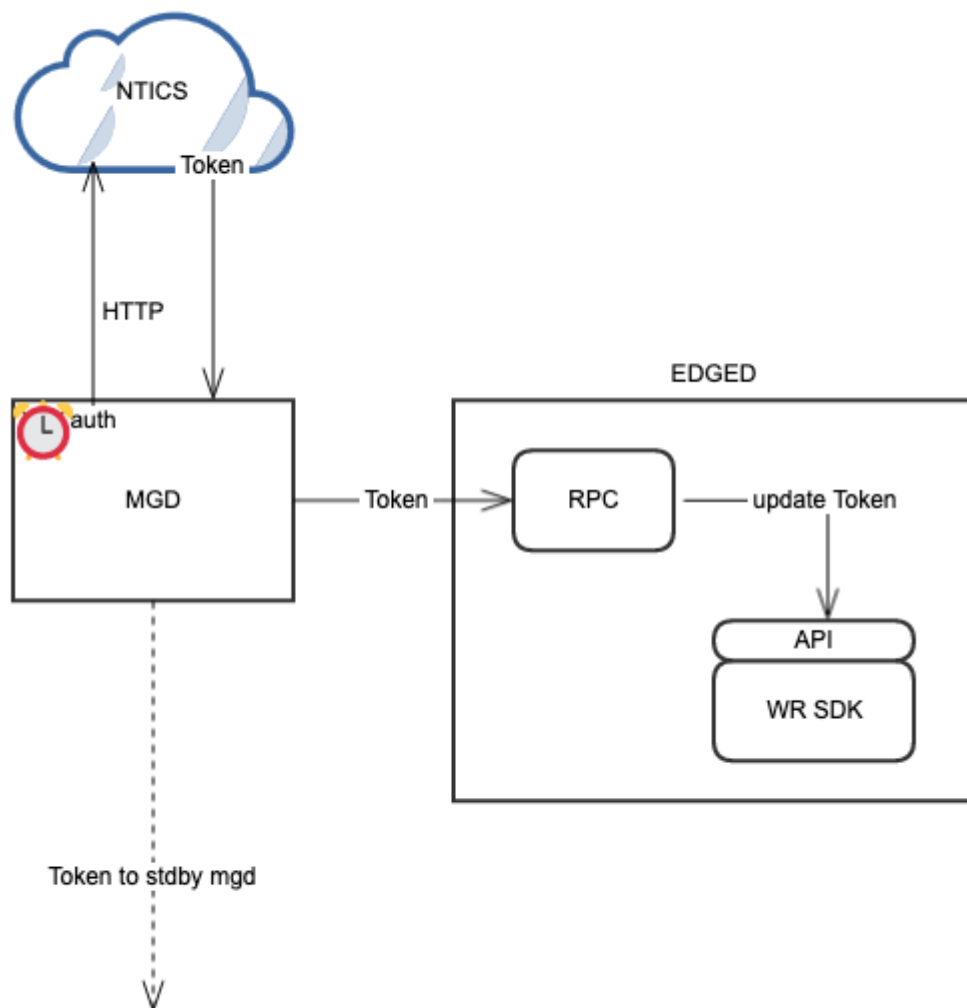 NTICS
Token
HTTP
EDGED
auth
MGD
Token
RPC
update Token
API
WR SDK
Token to stdby mgd